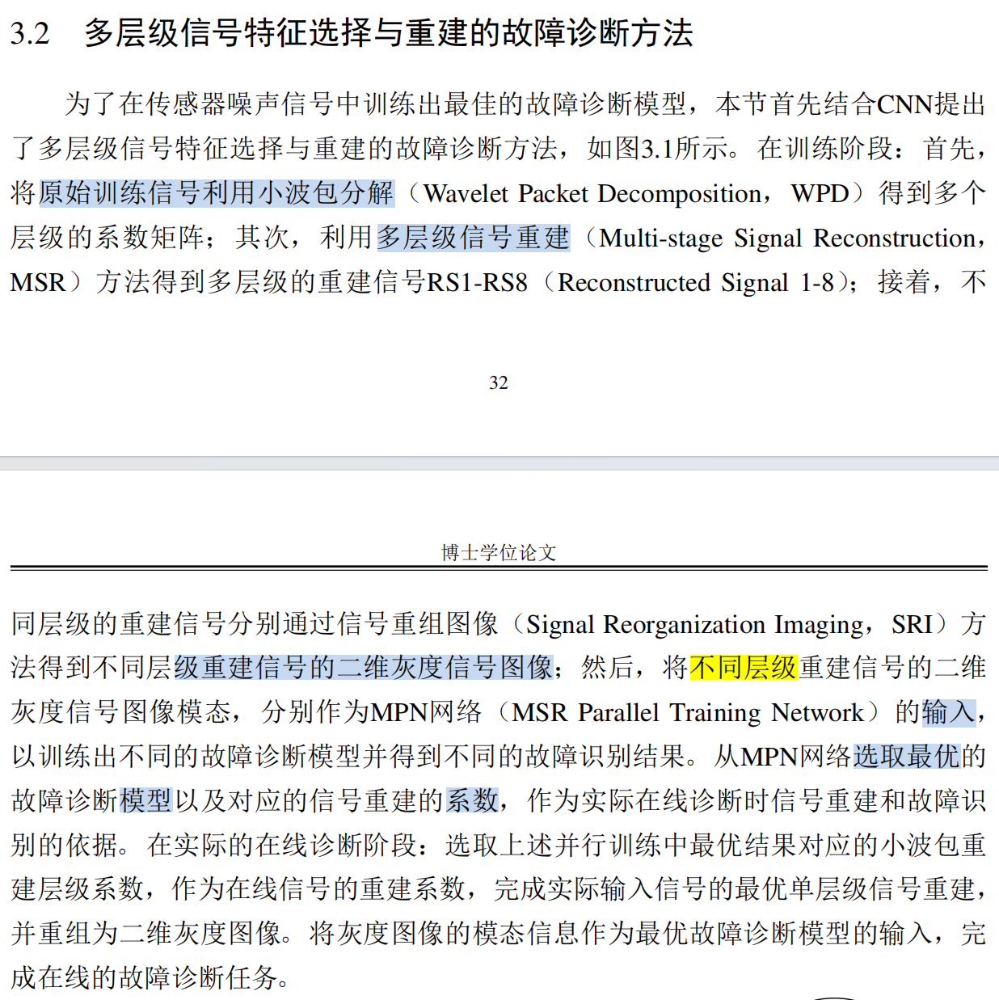 3.2 多层级信号特征选择与重建的故障诊断方法
为了在传感器噪声信号中训练出最佳的故障诊断模型，本节首先结合CNN提出
了多层级信号特征选择与重建的故障诊断方法，如图3.1所示。在训练阶段：首先，
将原始训练信号利用小波包分解（Wavelet Packet Decomposition，WPD）得到多个
层级的系数矩阵；其次，利用多层级信号重建（Multi-stage Signal Reconstruction，
MSR）方法得到多层级的重建信号RS1-RS8（Reconstructed Signal 1-8）；接着，不
32
博士学位论文
同层级的重建信号分别通过信号重组图像（Signal Reorganization Imaging，SRI）方
法得到不同层级重建信号的二维灰度信号图像；然后，将不同层级重建信号的二维
灰度信号图像模态，分别作为MPN网络（MSR Parallel Training Network）的输入，
以训练出不同的故障诊断模型并得到不同的故障识别结果。从MPN网络选取最优的
故障诊断模型以及对应的信号重建的系数，作为实际在线诊断时信号重建和故障识
别的依据。在实际的在线诊断阶段：选取上述并行训练中最优结果对应的小波包重
建层级系数，作为在线信号的重建系数，完成实际输入信号的最优单层级信号重建，
并重组为二维灰度图像。将灰度图像的模态信息作为最优故障诊断模型的输入，完
成在线的故障诊断任务。